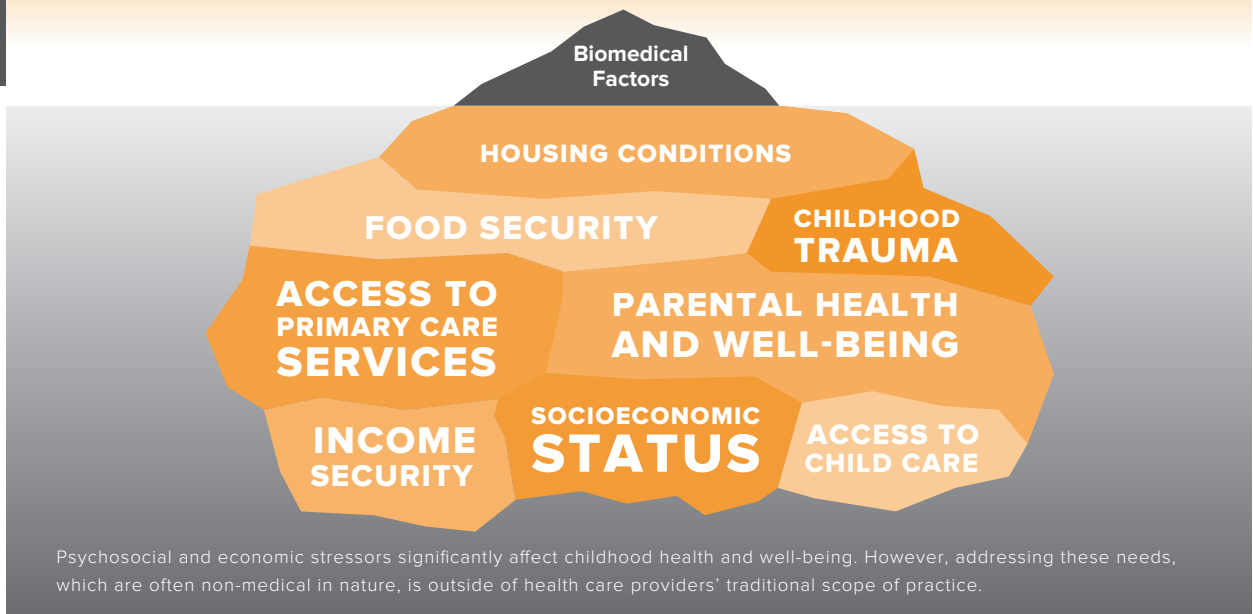 Biomedical
Factors
HOUSING CONDITIONS
FOOD SECURITY
CHILDHOOD
TRAUMA
ACCESS TO
PRIMARY CARE
SERVICES
PARENTAL HEALTH
AND WELL-BEING
INCOME
SECURITY
SOCIOECONOMIC
STATUS
ACCESS TO
CHILD CARE
Psychosocial and economic stressors significantly affect childhood health and well-being. However, addressing these needs,
which are often non-medical in nature, is outside of health care providers’ traditional scope of practice.